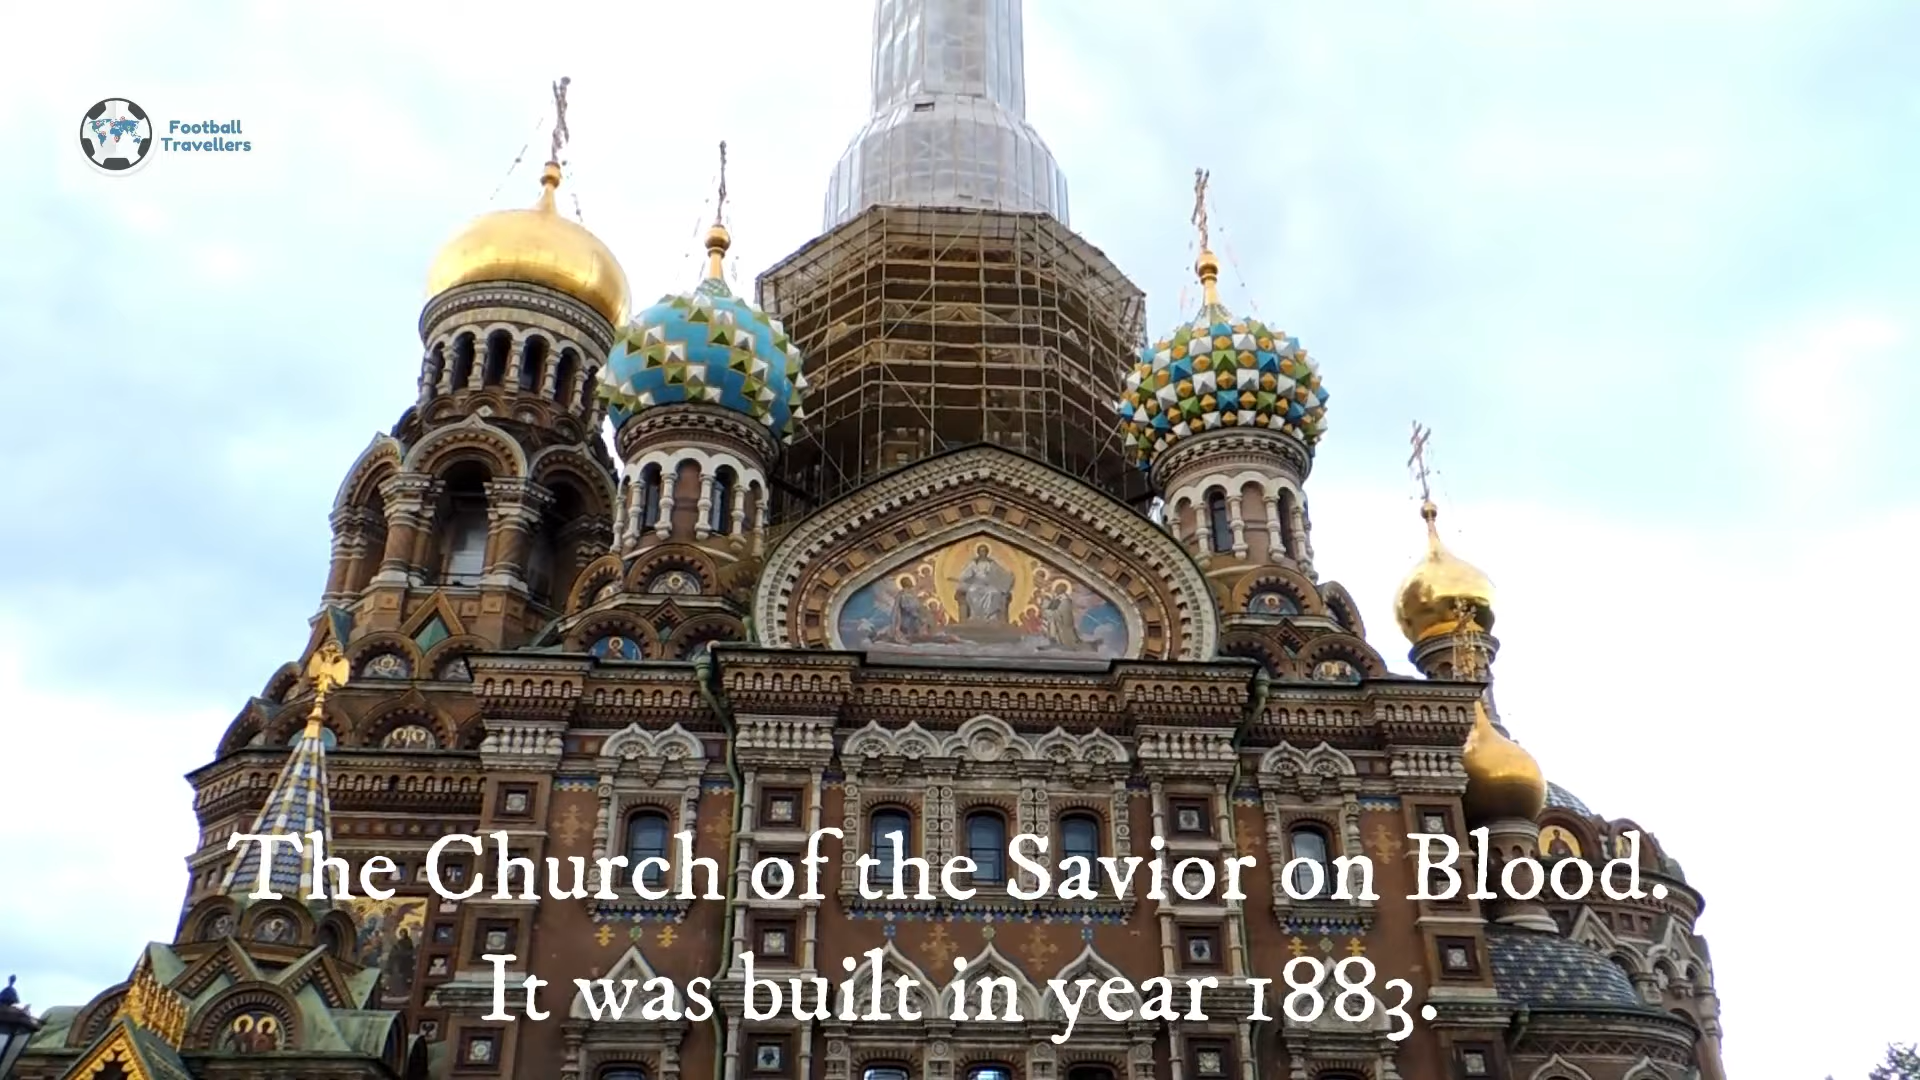 Football
Travellers
The Church of the Savior on Blood.
It was built in year 1883.